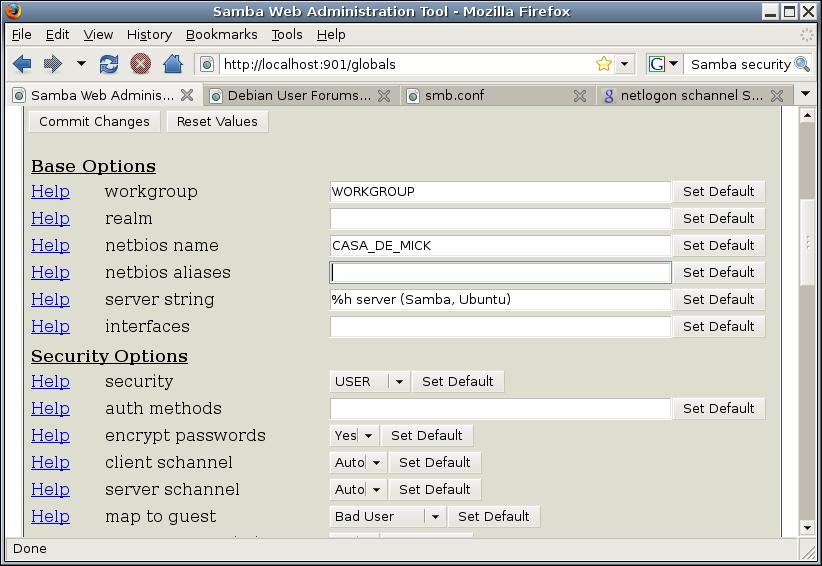 Samba Web Administration Tool - Mozilla Firefox
File Edit View History Bookmarks Tools Help
http://localhost:901/globals G Samba security
Samba Web Adminis... Debian User Forums... smb.conf g netlogon schannel S...
Commit Changes Reset Values
Base Options
Help workgroup WORKGROUP Set Default
Help realm Set Default
Help netbios name CASA_DE_MICK Set Default
Help netbios aliases Set Default
Help server string %h server (Samba, Ubuntu) Set Default
Help interfaces Set Default
Security Options
Help security USER Set Default
Help auth methods Set Default
Help encrypt passwords Yes Set Default
Help client schannel Auto Set Default
Help server schannel Auto Set Default
Help map to guest Bad User Set Default
Done